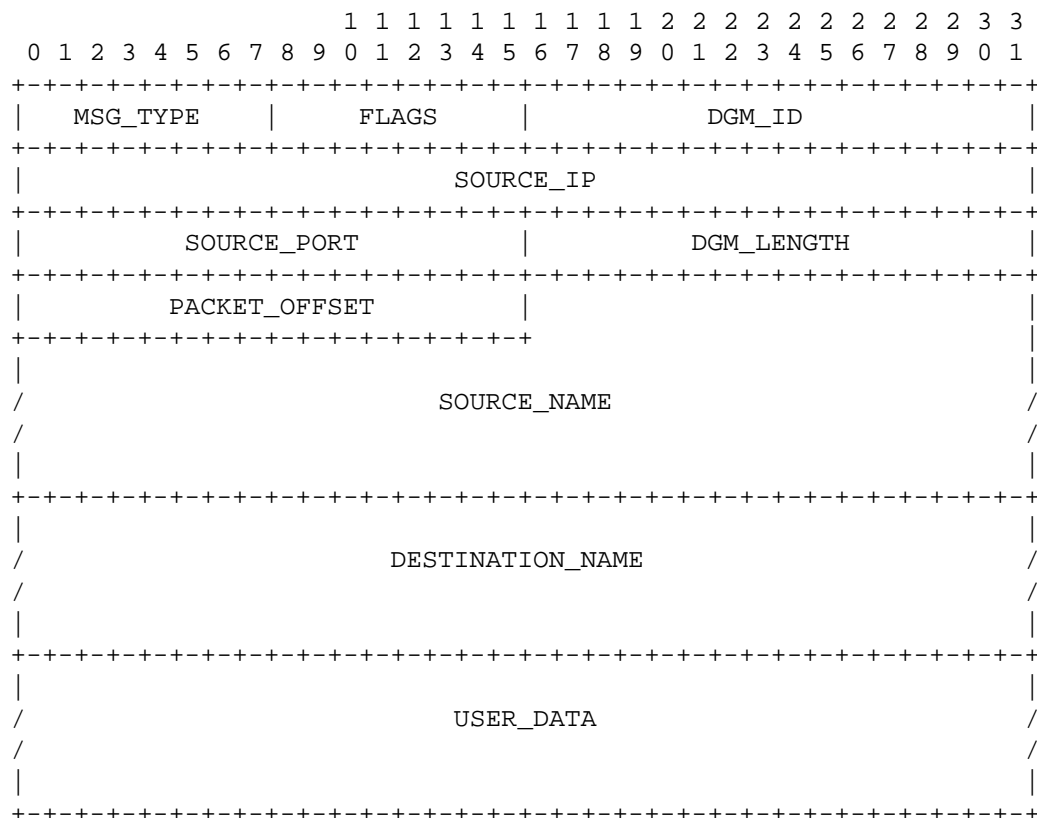 1 1 1 1 1 1 1 1 1 1 2 2 2 2 2 2 2 2 2 2 3 3
 0 1 2 3 4 5 6 7 8 9 0 1 2 3 4 5 6 7 8 9 0 1 2 3 4 5 6 7 8 9 0 1
+-+-+-+-+-+-+-+-+-+-+-+-+-+-+-+-+-+-+-+-+-+-+-+-+-+-+-+-+-+-+-+-+
|   MSG_TYPE    |     FLAGS     |           DGM_ID              |
+-+-+-+-+-+-+-+-+-+-+-+-+-+-+-+-+-+-+-+-+-+-+-+-+-+-+-+-+-+-+-+-+
|                           SOURCE_IP                           |
+-+-+-+-+-+-+-+-+-+-+-+-+-+-+-+-+-+-+-+-+-+-+-+-+-+-+-+-+-+-+-+-+
|          SOURCE_PORT          |          DGM_LENGTH           |
+-+-+-+-+-+-+-+-+-+-+-+-+-+-+-+-+-+-+-+-+-+-+-+-+-+-+-+-+-+-+-+-+
|         PACKET_OFFSET         |                               |
+-+-+-+-+-+-+-+-+-+-+-+-+-+-+-+-+                               |
|                                                               |
/                          SOURCE_NAME                          /
/                                                               /
|                                                               |
+-+-+-+-+-+-+-+-+-+-+-+-+-+-+-+-+-+-+-+-+-+-+-+-+-+-+-+-+-+-+-+-+
|                                                               |
/                       DESTINATION_NAME                        /
/                                                               /
|                                                               |
+-+-+-+-+-+-+-+-+-+-+-+-+-+-+-+-+-+-+-+-+-+-+-+-+-+-+-+-+-+-+-+-+
|                                                               |
/                           USER_DATA                           /
/                                                               /
|                                                               |
+-+-+-+-+-+-+-+-+-+-+-+-+-+-+-+-+-+-+-+-+-+-+-+-+-+-+-+-+-+-+-+-+